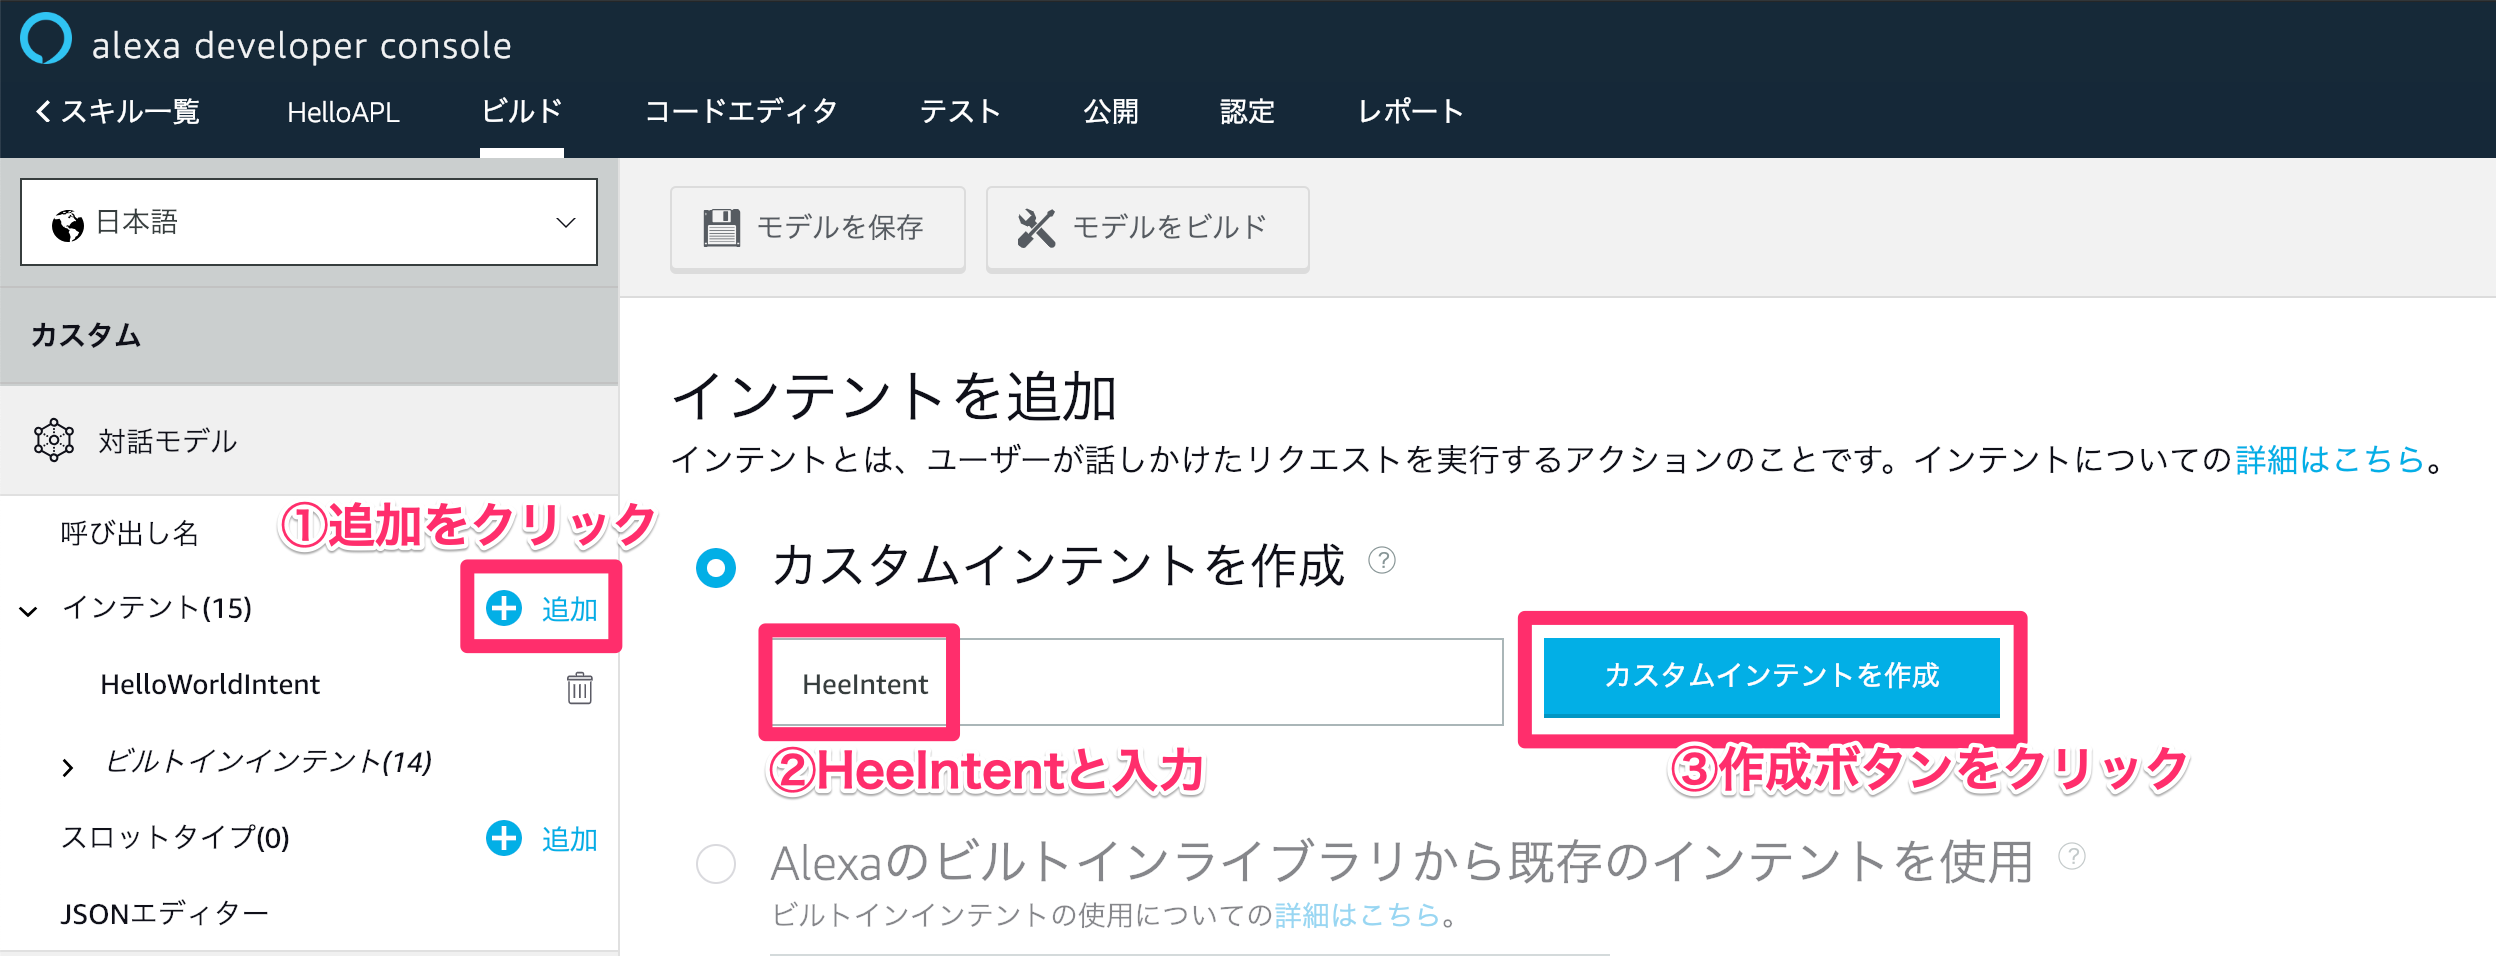 alexa developer console
スキル一覧 HelloAPL ビルド コードエディタ テスト 公開 認定 レポート
日本語
モデルを保存 モデルをビルド
カスタム
対話モデル
呼び出し名
①追加をクリック
インテント(15) 追加
HelloWorldIntent
ビルトインインテント(14)
スロットタイプ(0) 追加
JSONエディター
インテントを追加
インテントとは、ユーザーが話しかけたリクエストを実行するアクションのことです。インテントについての詳細はこちら。
カスタムインテントを作成 ?
HeeIntent カスタムインテントを作成
②HeeIntentと入力
③作成ボタンをクリック
Alexaのビルトインライブラリから既存のインテントを使用 ?
ビルトインインテントの使用についての詳細はこちら。